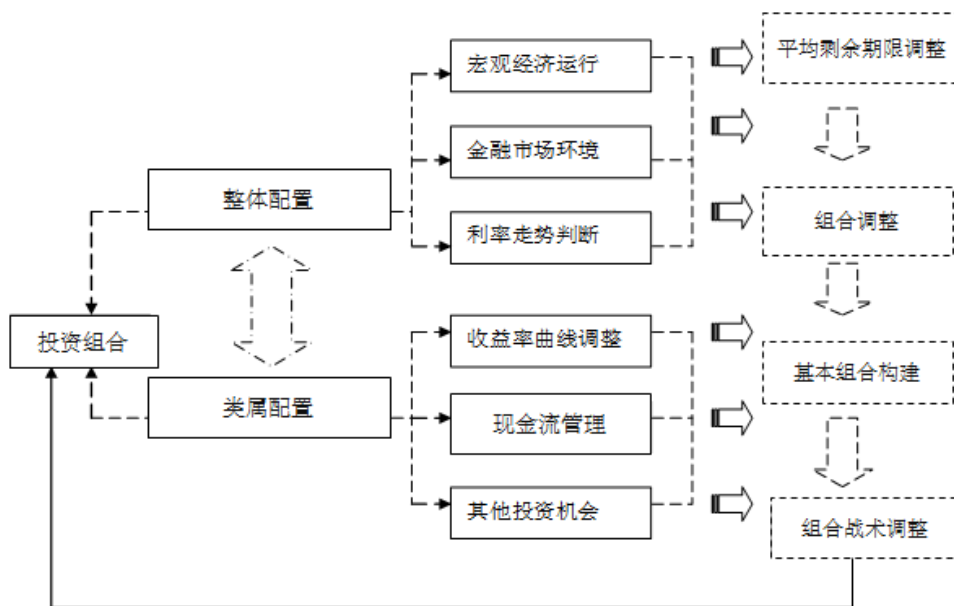 宏观经济运行
平均剩余期限调整
金融市场环境
整体配置
利率走势判断
组合调整
投资组合
收益率曲线调整
基本组合构建
类属配置
现金流管理
其他投资机会
组合战术调整